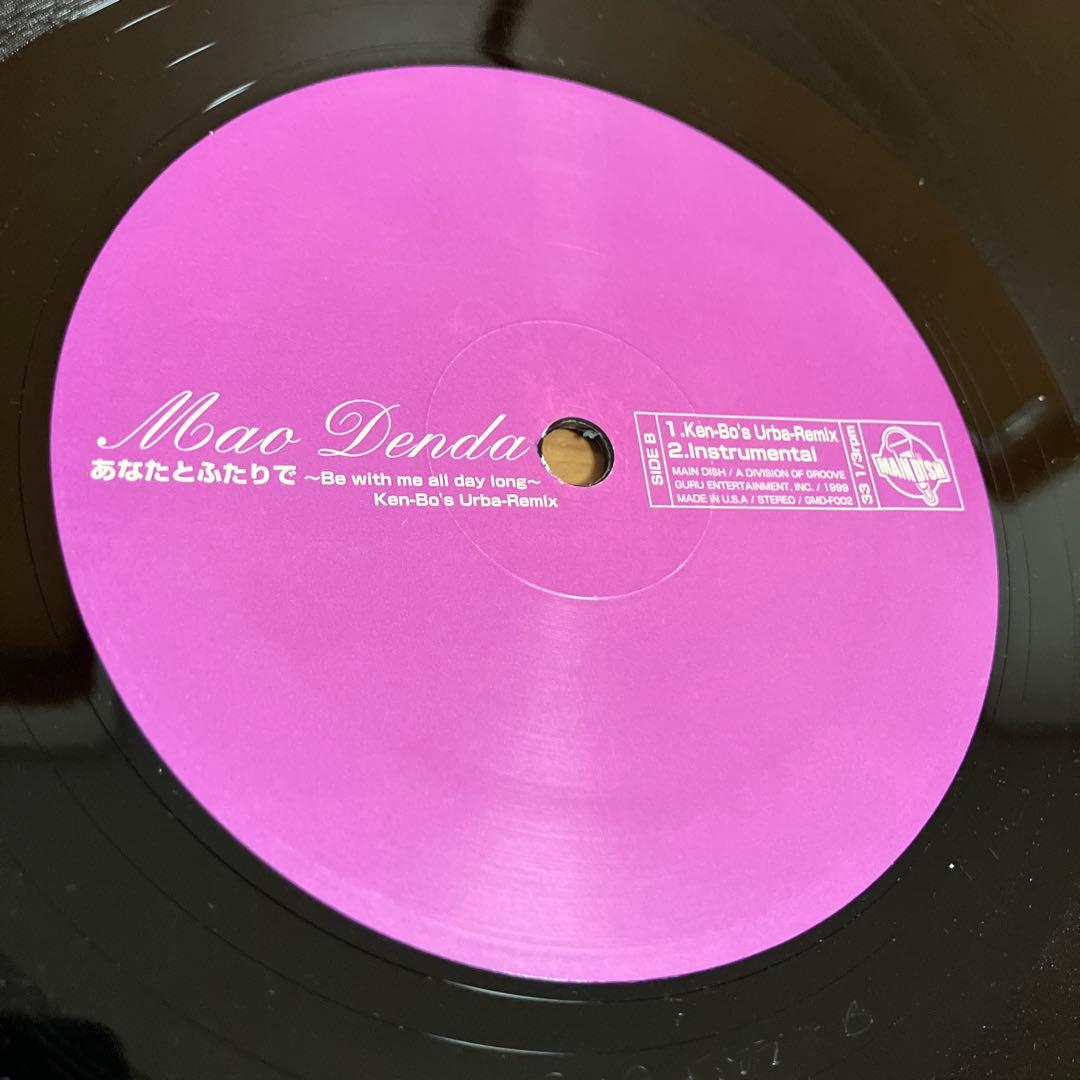 Mao Denda
あなたとふたりで ～Be with me all day long～
Ken-Bo's Urba-Remix
SIDE B
1.Ken-Bo's Urba-Remix
2.Instrumental
MAIN DISH / A DIVISION OF GROOVE
GURU ENTERTAINMENT, INC. / 1999
MADE IN U.S.A / STEREO / GMD-F002
33 1/3rpm
MAIN DISH